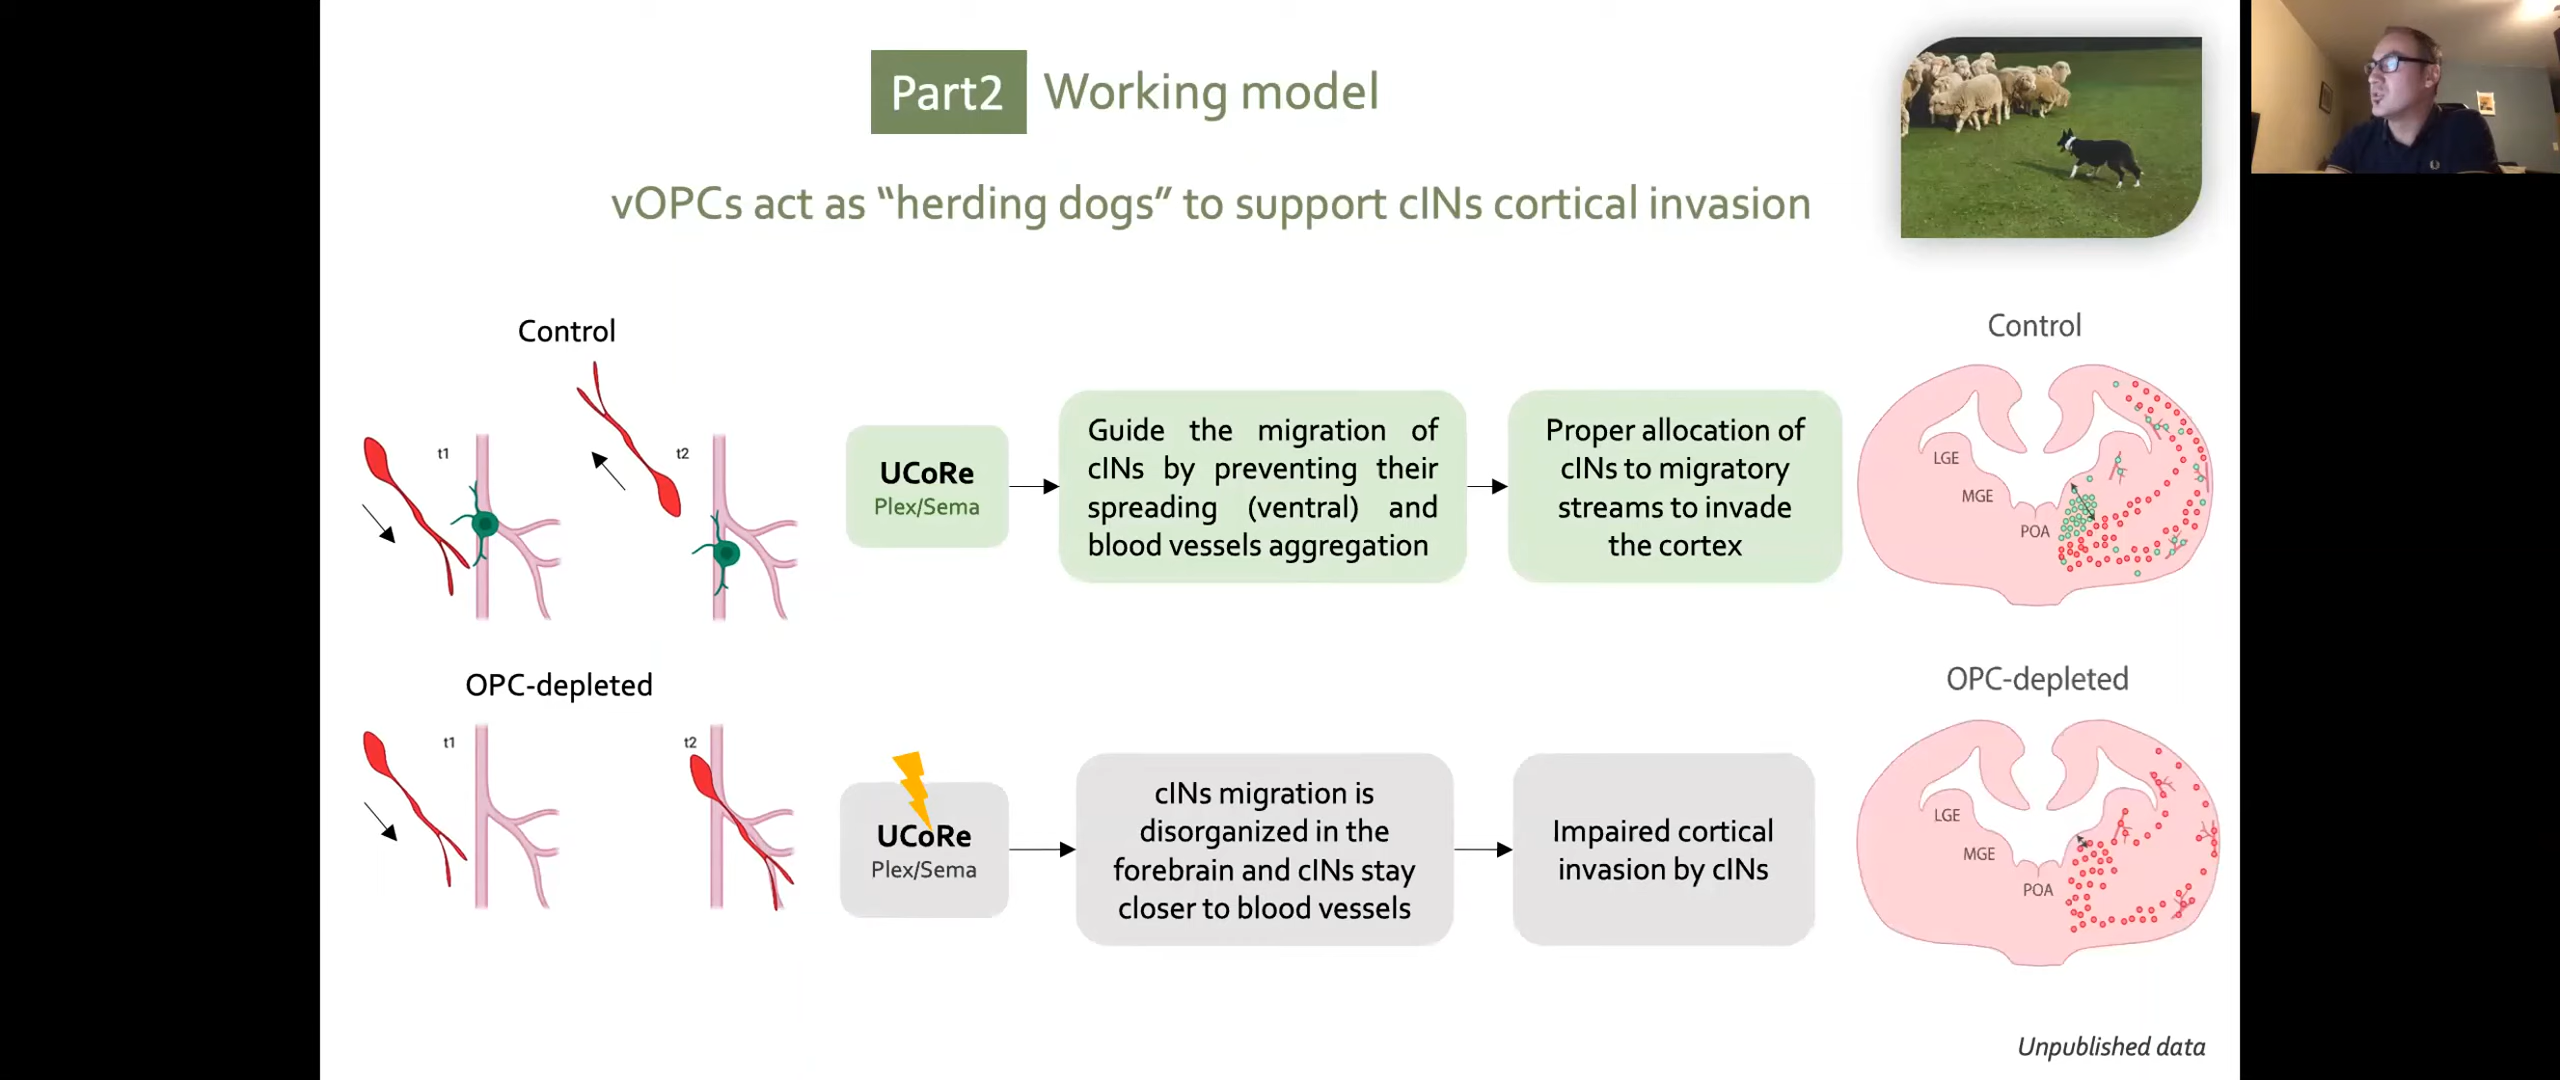 Part2 Working model
vOPCs act as “herding dogs” to support cINs cortical invasion
Control
t1
t2
UCoRe
Plex/Sema
Guide the migration of
cINs by preventing their
spreading (ventral) and
blood vessels aggregation
Proper allocation of
cINs to migratory
streams to invade
the cortex
Control
LGE
MGE
POA
OPC-depleted
t1
t2
UCoRe
Plex/Sema
cINs migration is
disorganized in the
forebrain and cINs stay
closer to blood vessels
Impaired cortical
invasion by cINs
OPC-depleted
LGE
MGE
POA
Unpublished data